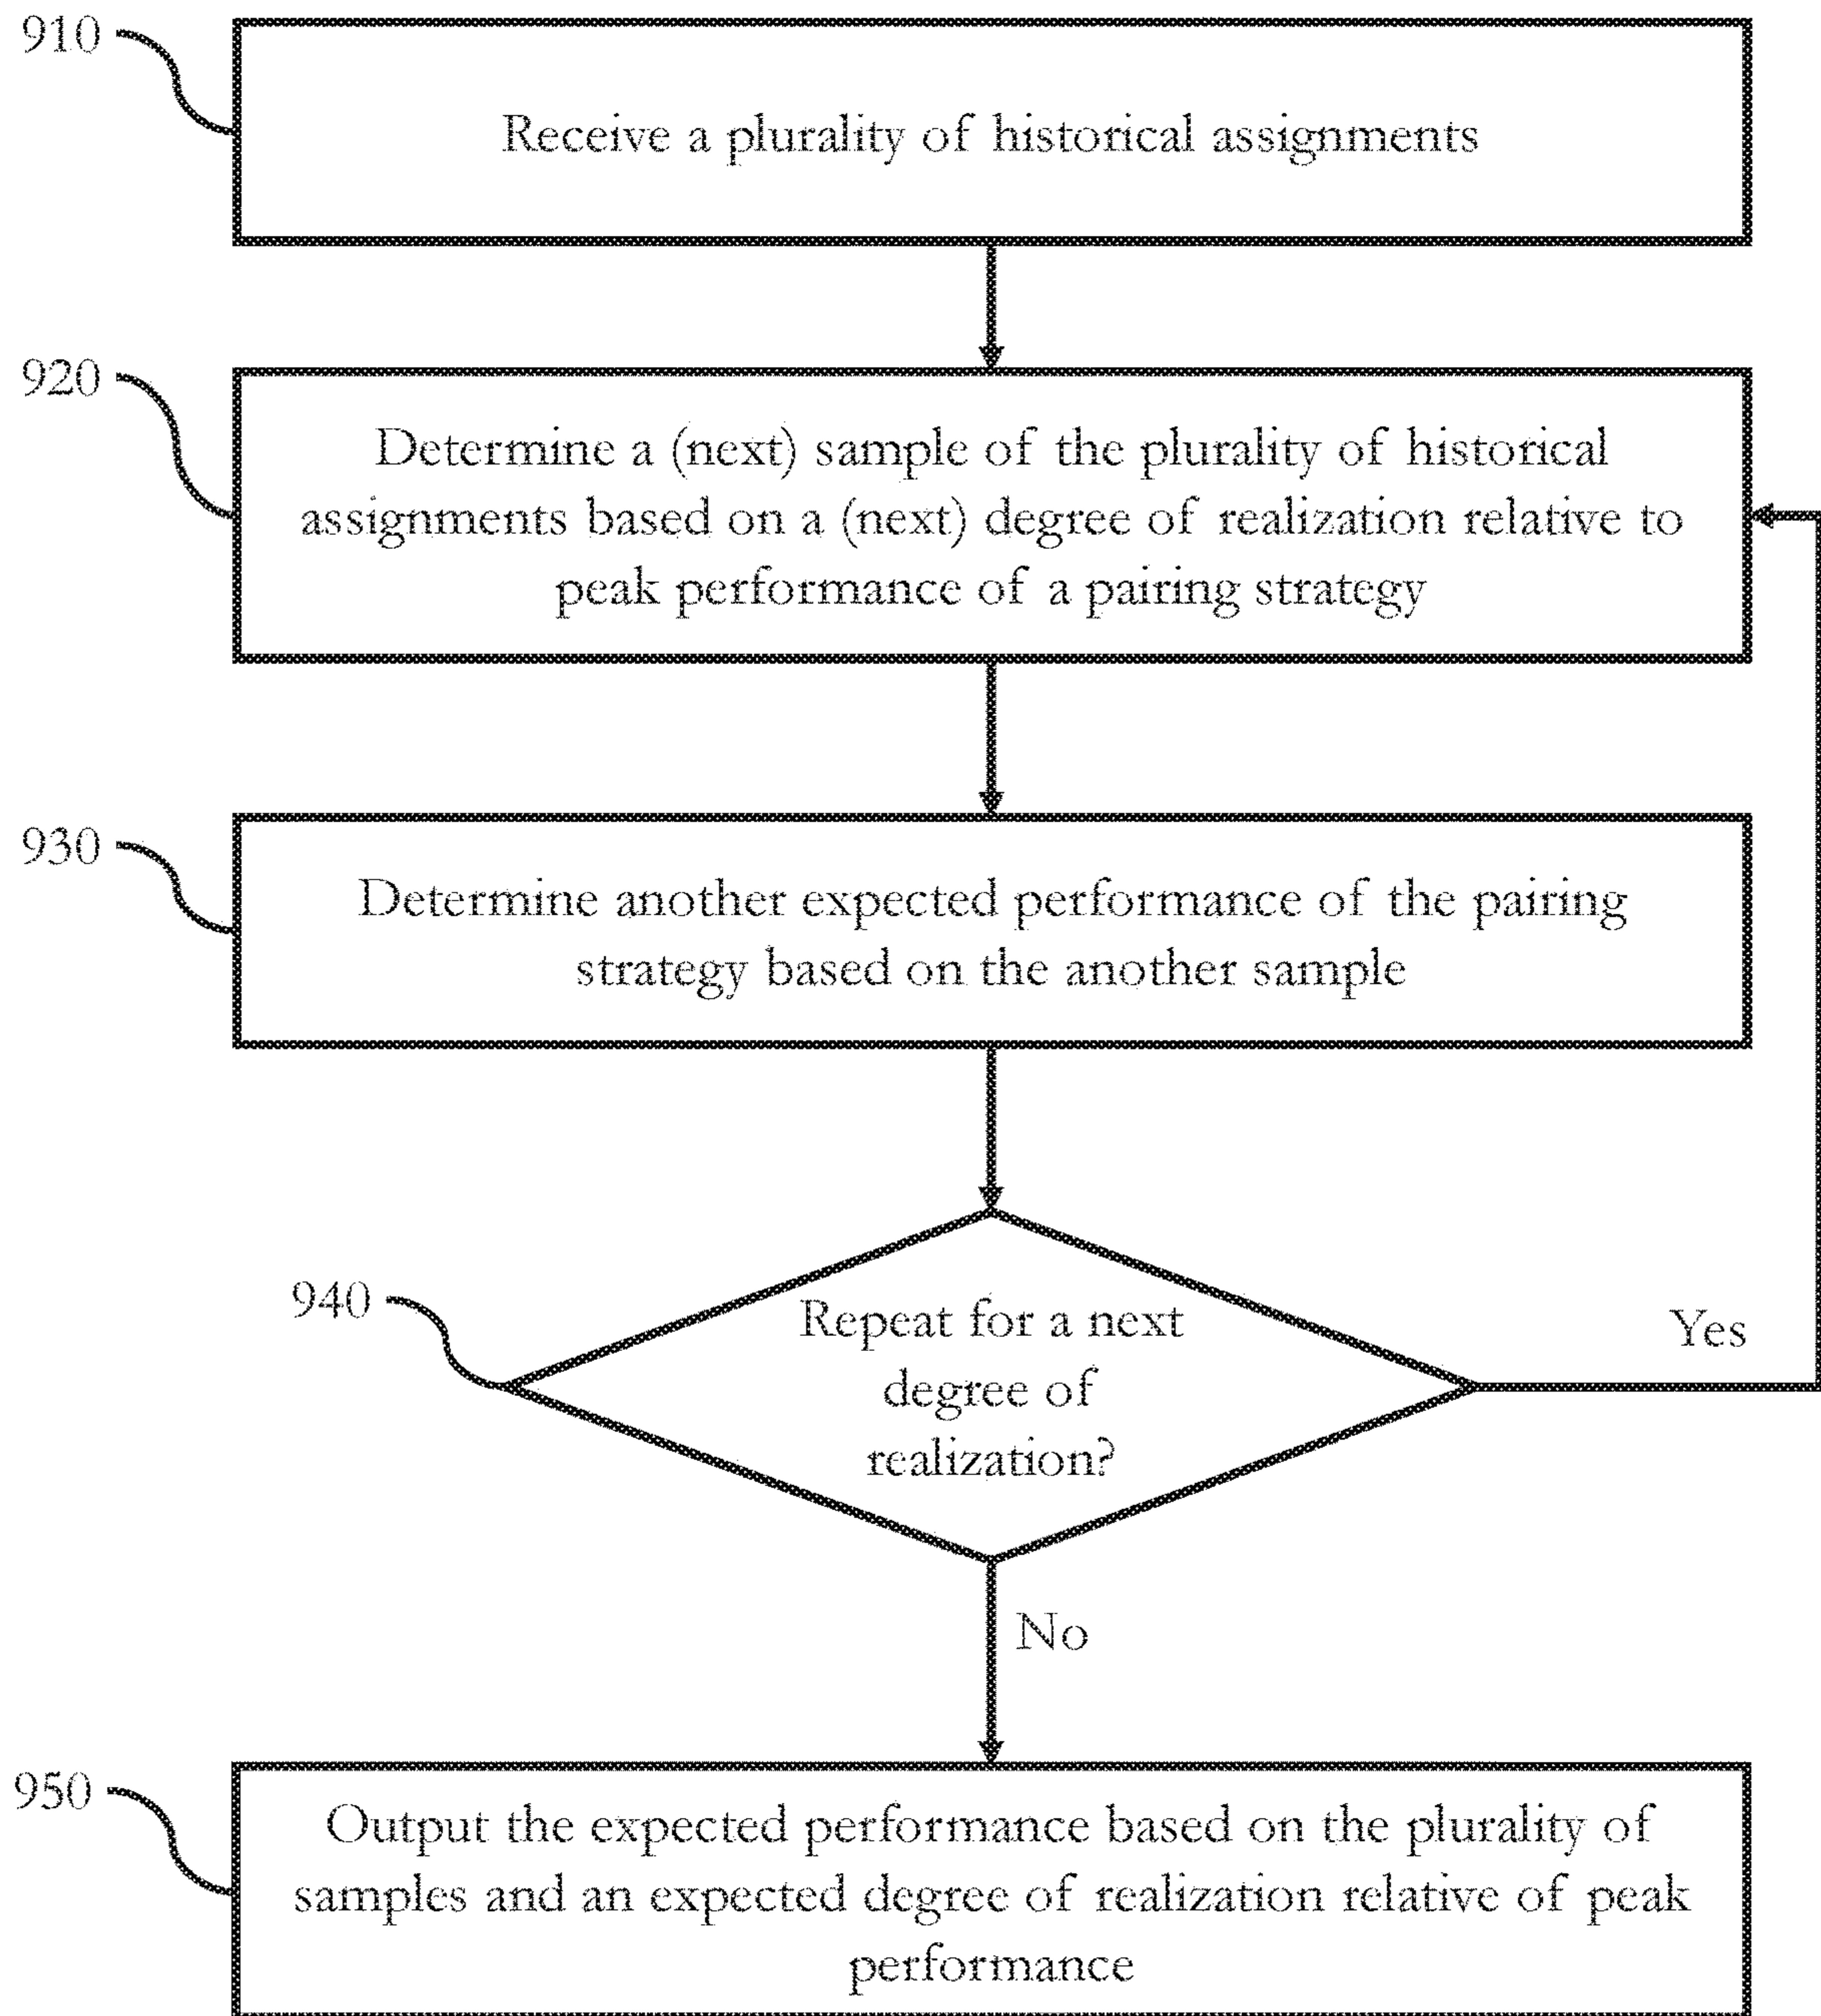 910
Receive a plurality of historical assignments
920
Determine a (next) sample of the plurality of historical
assignments based on a (next) degree of realization relative to
peak performance of a pairing strategy
930
Determine another expected performance of the pairing
strategy based on the another sample
940
Repeat for a next
degree of
realization?
Yes
No
950
Output the expected performance based on the plurality of
samples and an expected degree of realization relative of peak
performance